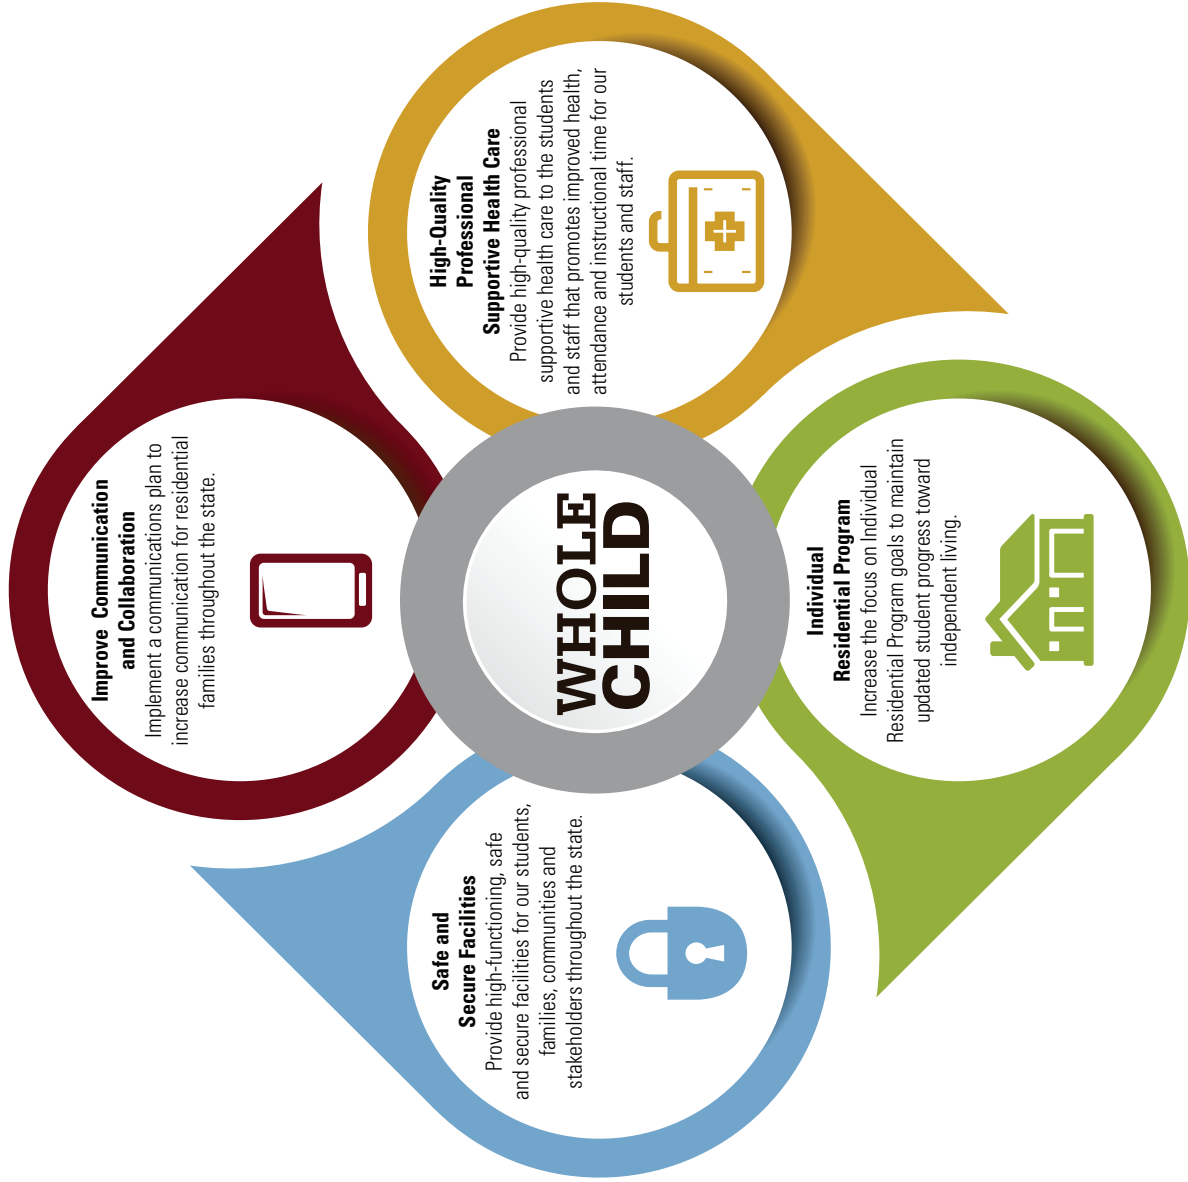 Improve Communication
and Collaboration
Implement a communications plan to
increase communication for residential
families throughout the state.
High-Quality
Professional
Supportive Health Care
Provide high-quality professional
supportive health care to the students
and staff that promotes improved health,
attendance and instructional time for our
students and staff.
WHOLE
CHILD
Safe and
Secure Facilities
Provide high-functioning, safe
and secure facilities for our students,
families, communities and
stakeholders throughout the state.
Individual
Residential Program
Increase the focus on Individual
Residential Program goals to maintain
updated student progress toward
independent living.